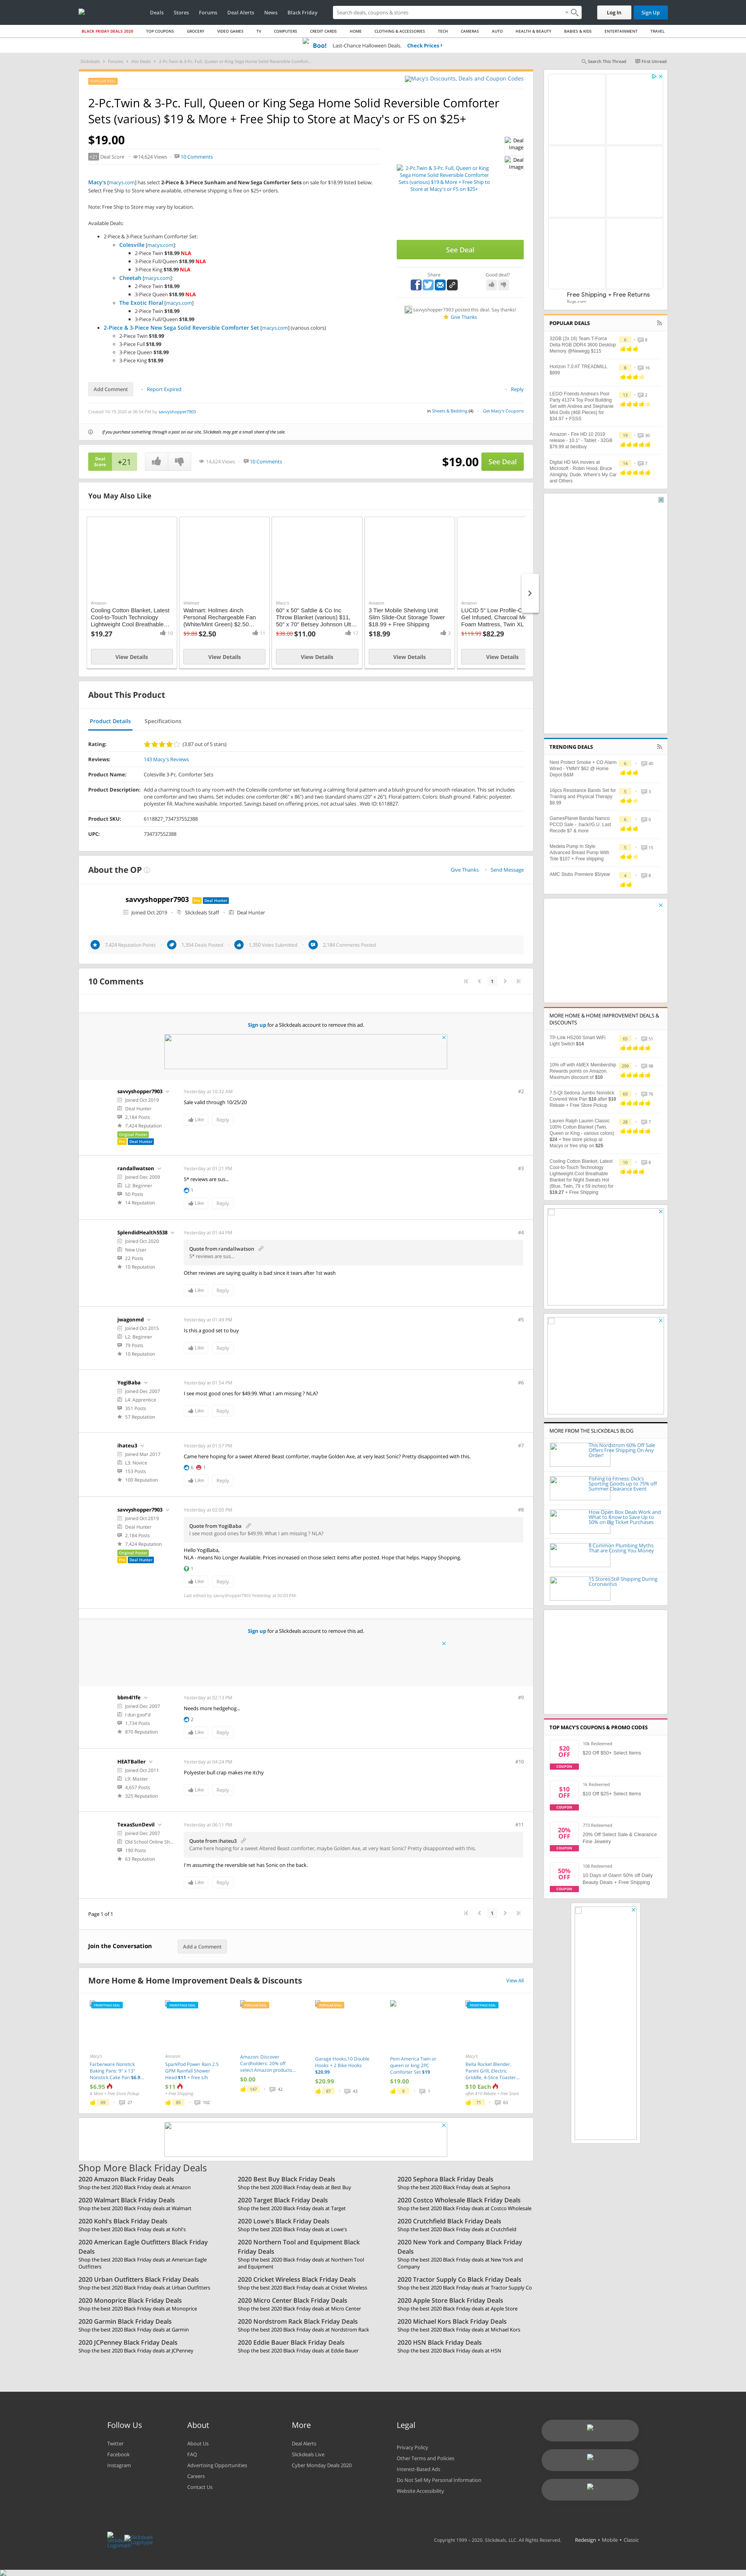 Deals Stores Forums Deal Alerts News Black Friday
Search deals, coupons & stores
Log In
Sign Up
BLACK FRIDAY DEALS 2020 TOP COUPONS GROCERY VIDEO GAMES TV COMPUTERS CREDIT CARDS HOME CLOTHING & ACCESSORIES TECH CAMERAS AUTO HEALTH & BEAUTY BABIES & KIDS ENTERTAINMENT TRAVEL
Boo! Last-Chance Halloween Deals. Check Prices ›
Slickdeals Forums Hot Deals 2-Pc.Twin & 3-Pc. Full, Queen or King Sega Home Solid Reversible Comfort...
Search This Thread First Unread
Macy's Discounts, Deals and Coupon Codes
2-Pc.Twin & 3-Pc. Full, Queen or King Sega Home Solid Reversible Comforter
Sets (various) $19 & More + Free Ship to Store at Macy's or FS on $25+
$19.00
+21 Deal Score 14,624 Views 10 Comments
Macy's [macys.com] has select 2-Piece & 3-Piece Sunham and New Sega Comforter Sets on sale for $18.99 listed below.
Select Free Ship to Store where available, otherwise shipping is free on $25+ orders.
Note: Free Ship to Store may vary by location.
Available Deals:
2-Piece & 3-Piece Sunham Comforter Set:
Colesville [macys.com]:
2-Piece Twin $18.99 NLA
3-Piece Full/Queen $18.99 NLA
3-Piece King $18.99 NLA
Cheetah [macys.com]:
2-Piece Twin $18.99
3-Piece Queen $18.99 NLA
The Exotic Floral [macys.com]
2-Piece Twin $18.99
3-Piece Full/Queen $18.99
2-Piece & 3-Piece New Sega Solid Reversible Comforter Set [macys.com] (various colors)
2-Piece Twin $18.99
3-Piece Full $18.99
3-Piece Queen $18.99
3-Piece King $18.99
Deal Image
Deal Image
2-Pc.Twin & 3-Pc. Full, Queen or King
Sega Home Solid Reversible Comforter
Sets (various) $19 & More + Free Ship to
Store at Macy's or FS on $25+
See Deal
Share Good deal?
savvyshopper7903 posted this deal. Say thanks!
Give Thanks
Add Comment Report Expired Reply
Created 10-19-2020 at 06:04 PM by savvyshopper7903
in Sheets & Bedding (4) Get Macy's Coupons
If you purchase something through a post on our site, Slickdeals may get a small share of the sale.
Deal Score +21 14,624 Views 10 Comments $19.00 See Deal
You May Also Like
Amazon
Cooling Cotton Blanket, Latest
Cool-to-Touch Technology
Lightweight Cool Breathable...
$19.27 10
View Details
Walmart
Walmart: Holmes 4inch
Personal Rechargeable Fan
(White/Mint Green) $2.50...
$9.88 $2.50 11
View Details
Macy's
60" x 50" Saftdie & Co Inc
Throw Blanket (various) $11,
50" x 70" Betsey Johnson Ult...
$38.00 $11.00 17
View Details
Amazon
3 Tier Mobile Shelving Unit
Slim Slide-Out Storage Tower
$18.99 + Free Shipping
$18.99 3
View Details
Amazon
LUCID 5" Low Profile-C
Gel Infused, Charcoal Me
Foam Mattress, Twin XL
$119.99 $82.29
View Details
About This Product
Product Details Specifications
Rating: (3.87 out of 5 stars)
Reviews: 143 Macy's Reviews
Product Name: Colesville 3-Pc. Comforter Sets
Product Description: Add a charming touch to any room with the Colesville comforter set featuring a calming floral pattern and a blush ground for smooth relaxation. This set includes:
one comforter and two shams. Set includes: one comforter (86" x 86") and two standard shams (20" x 26"). Floral pattern. Colors: blush ground. Fabric: polyester.
polyester fill. Machine washable. Imported. Savings based on offering prices, not actual sales . Web ID: 6118827.
Product SKU: 6118827_734737552388
UPC: 734737552388
About the OP
Give Thanks Send Message
savvyshopper7903 Pro Deal Hunter
Joined Oct 2019 Slickdeals Staff Deal Hunter
7,424 Reputation Points 1,354 Deals Posted 1,350 Votes Submitted 2,184 Comments Posted
10 Comments
1
Sign up for a Slickdeals account to remove this ad.
savvyshopper7903
Joined Oct 2019
Deal Hunter
2,184 Posts
7,424 Reputation
Original Poster
Pro Deal Hunter
Yesterday at 10:32 AM #2
Sale valid through 10/25/20
Like Reply
randallwatson
Joined Dec 2009
L2: Beginner
50 Posts
14 Reputation
Yesterday at 01:21 PM #3
5* reviews are sus...
1
Like Reply
SplendidHealth5538
Joined Oct 2020
New User
22 Posts
10 Reputation
Yesterday at 01:44 PM #4
Quote from randallwatson
5* reviews are sus...
Other reviews are saying quality is bad since it tears after 1st wash
Like Reply
jwagonmd
Joined Oct 2015
L2: Beginner
79 Posts
10 Reputation
Yesterday at 01:49 PM #5
Is this a good set to buy
Like Reply
YogiBaba
Joined Dec 2007
L4: Apprentice
351 Posts
57 Reputation
Yesterday at 01:54 PM #6
I see most good ones for $49.99. What I am missing ? NLA?
Like Reply
ihateu3
Joined Mar 2017
L3: Novice
153 Posts
100 Reputation
Yesterday at 01:57 PM #7
Came here hoping for a sweet Altered Beast comforter, maybe Golden Axe, at very least Sonic? Pretty disappointed with this.
6 1
Like Reply
savvyshopper7903
Joined Oct 2019
Deal Hunter
2,184 Posts
7,424 Reputation
Original Poster
Pro Deal Hunter
Yesterday at 02:00 PM #8
Quote from YogiBaba
I see most good ones for $49.99. What I am missing ? NLA?
Hello YogiBaba,
NLA - means No Longer Available. Prices increased on those select items after posted. Hope that helps. Happy Shopping.
1
Like Reply
Last edited by savvyshopper7903 Yesterday at 02:03 PM
Sign up for a Slickdeals account to remove this ad.
bbm4l1fe
Joined Dec 2007
I dun goof'd
1,734 Posts
870 Reputation
Yesterday at 02:13 PM #9
Needs more hedgehog..
2
Like Reply
HEATBaller
Joined Oct 2011
L9: Master
4,657 Posts
325 Reputation
Yesterday at 04:24 PM #10
Polyester bull crap makes me itchy
Like Reply
TexasSunDevil
Joined Dec 2007
Old School Online Sh...
190 Posts
63 Reputation
Yesterday at 06:11 PM #11
Quote from ihateu3
Came here hoping for a sweet Altered Beast comforter, maybe Golden Axe, at very least Sonic? Pretty disappointed with this.
I'm assuming the reversible set has Sonic on the back.
Like Reply
Page 1 of 1 1
Join the Conversation Add a Comment
More Home & Home Improvement Deals & Discounts View All
Macy's
Farberware Nonstick
Baking Pans: 9" x 13"
Nonstick Cake Pan $6.9...
$6.95
& More + Free Store Pickup
69 27
Amazon
SparkPod Power Rain 2.5
GPM Rainfall Shower
Head $11 + free s/h
$11
+ Free Shipping
85 102
Amazon: Discover
Cardholders: 20% off
select Amazon products...
$0.00
147 42
Garage Hooks,10 Double
Hooks + 2 Bike Hooks
$20.99
$20.99
67 43
Pem America Twin or
queen or king 2PC
Comforter Set $19
$19.00
6 1
Macy's
Bella Rocket Blender,
Panini Grill, Electric
Griddle, 4-Slice Toaster...
$10 Each
after $10 Rebate + Free Store
71 63
Shop More Black Friday Deals
2020 Amazon Black Friday Deals
Shop the best 2020 Black Friday deals at Amazon
2020 Best Buy Black Friday Deals
Shop the best 2020 Black Friday deals at Best Buy
2020 Sephora Black Friday Deals
Shop the best 2020 Black Friday deals at Sephora
2020 Walmart Black Friday Deals
Shop the best 2020 Black Friday deals at Walmart
2020 Target Black Friday Deals
Shop the best 2020 Black Friday deals at Target
2020 Costco Wholesale Black Friday Deals
Shop the best 2020 Black Friday deals at Costco Wholesale
2020 Kohl's Black Friday Deals
Shop the best 2020 Black Friday deals at Kohl's
2020 Lowe's Black Friday Deals
Shop the best 2020 Black Friday deals at Lowe's
2020 Crutchfield Black Friday Deals
Shop the best 2020 Black Friday deals at Crutchfield
2020 American Eagle Outfitters Black Friday
Deals
Shop the best 2020 Black Friday deals at American Eagle
Outfitters
2020 Northern Tool and Equipment Black
Friday Deals
Shop the best 2020 Black Friday deals at Northern Tool
and Equipment
2020 New York and Company Black Friday
Deals
Shop the best 2020 Black Friday deals at New York and
Company
2020 Urban Outfitters Black Friday Deals
Shop the best 2020 Black Friday deals at Urban Outfitters
2020 Cricket Wireless Black Friday Deals
Shop the best 2020 Black Friday deals at Cricket Wireless
2020 Tractor Supply Co Black Friday Deals
Shop the best 2020 Black Friday deals at Tractor Supply Co
2020 Monoprice Black Friday Deals
Shop the best 2020 Black Friday deals at Monoprice
2020 Micro Center Black Friday Deals
Shop the best 2020 Black Friday deals at Micro Center
2020 Apple Store Black Friday Deals
Shop the best 2020 Black Friday deals at Apple Store
2020 Garmin Black Friday Deals
Shop the best 2020 Black Friday deals at Garmin
2020 Nordstrom Rack Black Friday Deals
Shop the best 2020 Black Friday deals at Nordstrom Rack
2020 Michael Kors Black Friday Deals
Shop the best 2020 Black Friday deals at Michael Kors
2020 JCPenney Black Friday Deals
Shop the best 2020 Black Friday deals at JCPenney
2020 Eddie Bauer Black Friday Deals
Shop the best 2020 Black Friday deals at Eddie Bauer
2020 HSN Black Friday Deals
Shop the best 2020 Black Friday deals at HSN
Free Shipping + Free Returns
POPULAR DEALS
32GB (2x 16) Team T-Force
Delta RGB DDR4 3600 Desktop
Memory @Newegg $115
6 8
Horizon 7.0 AT TREADMILL
$899
8 16
LEGO Friends Andrea's Pool
Party 41374 Toy Pool Building
Set with Andrea and Stephanie
Mini Dolls (468 Pieces) for
$34.97 + FSSS
13 2
Amazon - Fire HD 10 2019
release - 10.1" - Tablet - 32GB
$79.99 at bestbuy
19 30
Digital HD MA movies at
Microsoft - Robin Hood, Bruce
Almighty, Dude, Where's My Car
and Others
14 7
TRENDING DEALS
Nest Protect Smoke + CO Alarm
Wired - YMMV $62 @ Home
Depot B&M
6 46
16pcs Resistance Bands Set for
Training and Physical Therapy
$9.99
5 3
GamesPlanet Bandai Namco
PCCD Sale - .hack//G.U. Last
Recode $7 & more
6 0
Medela Pump In Style
Advanced Breast Pump With
Tote $107 + Free shipping
5 15
AMC Stubs Premiere $5/year
4 8
MORE HOME & HOME IMPROVEMENT DEALS &
DISCOUNTS
TP-Link HS200 Smart WiFi
Light Switch $14
65 51
10% off with AMEX Membership
Rewards points on Amazon.
Maximum discount of $10
209 98
7.5-Qt Sedona Jumbo Nonstick
Covered Wok Pan $10 after $10
Rebate + Free Store Pickup
69 76
Lauren Ralph Lauren Classic
100% Cotton Blanket (Twin,
Queen or King - various colors)
$24 + free store pickup at
Macys or free ship on $25
28 7
Cooling Cotton Blanket, Latest
Cool-to-Touch Technology
Lightweight Cool Breathable
Blanket for Night Sweats Hot
(Blue, Twin, 79 x 59 inches) for
$19.27 + Free Shipping
10 8
MORE FROM THE SLICKDEALS BLOG
This Nordstrom 60% Off Sale
Offers Free Shipping On Any
Order!
Fishing to Fitness: Dick's
Sporting Goods up to 75% off
Summer Clearance Event
How Open Box Deals Work and
What to Know to Save Up to
50% on Big Ticket Purchases
8 Common Plumbing Myths
That are Costing You Money
15 Stores Still Shipping During
Coronavirus
TOP MACY'S COUPONS & PROMO CODES
$20 OFF COUPON
10k Redeemed
$20 Off $50+ Select Items
$10 OFF COUPON
1k Redeemed
$10 Off $25+ Select Items
20% OFF COUPON
773 Redeemed
20% Off Select Sale & Clearance
Fine Jewelry
50% OFF COUPON
108 Redeemed
10 Days of Glam! 50% off Daily
Beauty Deals + Free Shipping
Follow Us
Twitter
Facebook
Instagram
About
About Us
FAQ
Advertising Opportunities
Careers
Contact Us
More
Deal Alerts
Slickdeals Live
Cyber Monday Deals 2020
Legal
Privacy Policy
Other Terms and Policies
Interest-Based Ads
Do Not Sell My Personal Information
Website Accessibility
Copyright 1999 - 2020. Slickdeals, LLC. All Rights Reserved. Redesign • Mobile • Classic